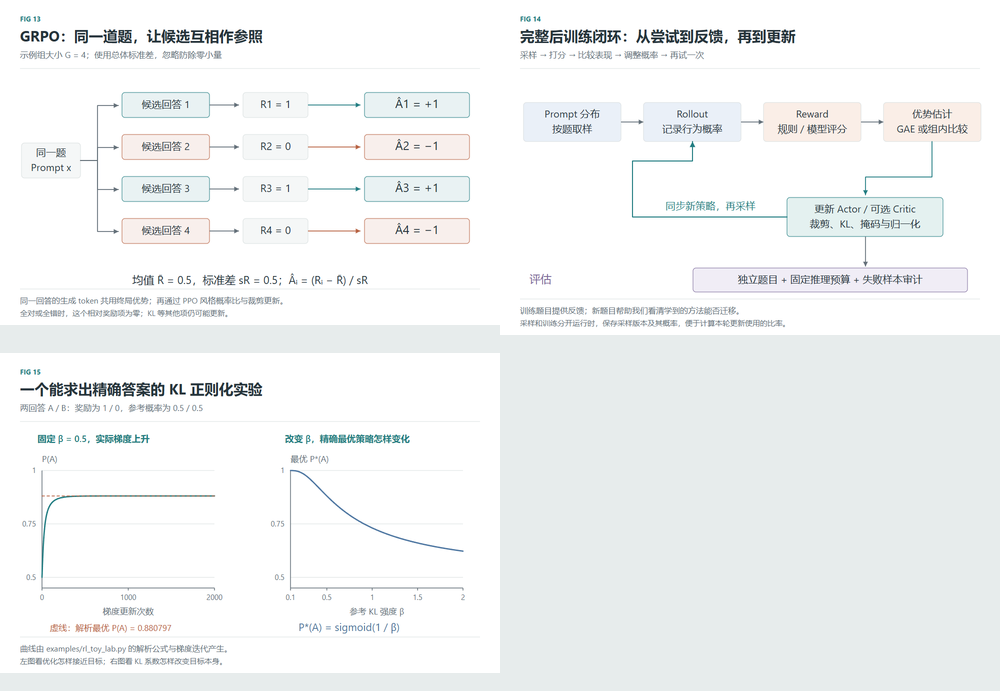 FIG 13
GRPO：同一道题，让候选互相作参照
示例组大小 G = 4；使用总体标准差，忽略防除零小量
同一题
Prompt x
候选回答 1
R1 = 1
Â1 = +1
候选回答 2
R2 = 0
Â2 = −1
候选回答 3
R3 = 1
Â3 = +1
候选回答 4
R4 = 0
Â4 = −1
均值 R̄ = 0.5，标准差 sR = 0.5；Âᵢ = (Rᵢ − R̄) / sR
同一回答的生成 token 共用终局优势；再通过 PPO 风格概率比与裁剪更新。
全对或全错时，这个相对奖励项为零；KL 等其他项仍可能更新。
FIG 14
完整后训练闭环：从尝试到反馈，再到更新
采样 → 打分 → 比较表现 → 调整概率 → 再试一次
Prompt 分布
按题取样
Rollout
记录行为概率
Reward
规则 / 模型评分
优势估计
GAE 或组内比较
同步新策略，再采样
更新 Actor / 可选 Critic
裁剪、KL、掩码与归一化
评估
独立题目 + 固定推理预算 + 失败样本审计
训练题目提供反馈；新题目帮助我们看清学到的方法能否迁移。
采样和训练分开运行时，保存采样版本及其概率，便于计算本轮更新使用的比率。
FIG 15
一个能求出精确答案的 KL 正则化实验
两回答 A / B：奖励为 1 / 0，参考概率为 0.5 / 0.5
固定 β = 0.5，实际梯度上升
P(A)
1
0.75
0.5
0
1000
2000
梯度更新次数
虚线：解析最优 P(A) = 0.880797
改变 β，精确最优策略怎样变化
最优 P*(A)
1
0.75
0.5
0.1
0.5
1
1.5
2
参考 KL 强度 β
P*(A) = sigmoid(1 / β)
曲线由 examples/rl_toy_lab.py 的解析公式与梯度迭代产生。
左图看优化怎样接近目标；右图看 KL 系数怎样改变目标本身。